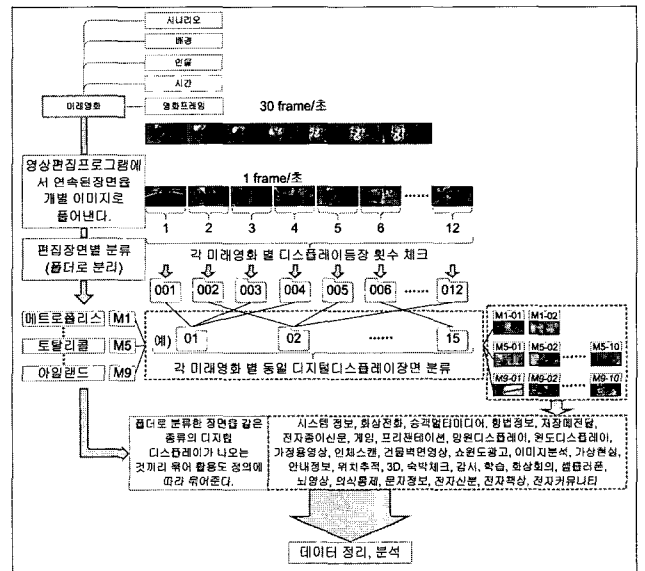 시나리오
배경
인물
시간
미래영화
영화프레임
30 frame/초
영상편집프로그램에
서 연속된장면을
개별 이미지로
풀어낸다.
1 frame/초
1 2 3 4 5 6 ...... 12
편집장면별 분류
(폴더로 분리)
각 미래영화 별 디스플레이등장 횟수 체크
001 002 003 004 005 006 ...... 012
메트로폴리스 M1
토탈리콜 M5
아일랜드 M9
예) 01 02 ...... 15
각 미래영화 별 동일 디지털디스플레이장면 분류
M1-01 M1-02
M5-01 M5-02 ...... M5-10
M9-01 M9-02 ...... M9-10
폴더로 분류한 장면을 같은
종류의 디지털
디스플레이가 나오는
것끼리 묶어 활용도 정의에
따라 묶어준다.
시스템 정보, 화상전화, 승객멀티미디어, 항법정보, 저장매전달,
전자종이신문, 게임, 프리젠테이션, 망원디스플레이, 윈도디스플레이,
가정용영상, 인체스캔, 건물벽면영상, 쇼윈도광고, 이미지분석, 가상현실,
안내정보, 위치추적, 3D, 숙박체크, 감시, 학습, 화상회의, 셀룰러폰,
뇌영상, 의식통제, 문자정보, 전자신분, 전자책상, 전자커뮤니티
데이터 정리, 분석